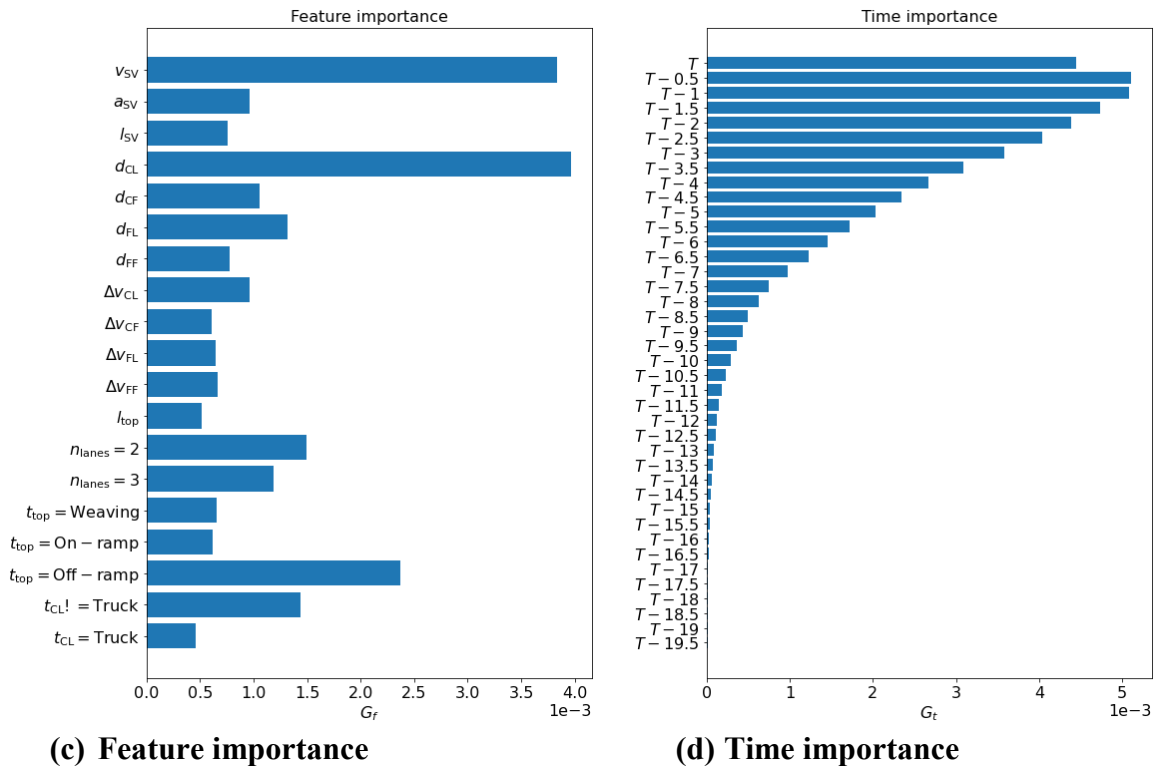 Feature importance
v_SV
a_SV
l_SV
d_CL
d_CF
d_FL
d_FF
Δv_CL
Δv_CF
Δv_FL
Δv_FF
l_top
n_lanes = 2
n_lanes = 3
t_top = Weaving
t_top = On − ramp
t_top = Off − ramp
t_CL! = Truck
t_CL = Truck
0.0 0.5 1.0 1.5 2.0 2.5 3.0 3.5 4.0
G_f
1e−3
(c) Feature importance
Time importance
T
T − 0.5
T − 1
T − 1.5
T − 2
T − 2.5
T − 3
T − 3.5
T − 4
T − 4.5
T − 5
T − 5.5
T − 6
T − 6.5
T − 7
T − 7.5
T − 8
T − 8.5
T − 9
T − 9.5
T − 10
T − 10.5
T − 11
T − 11.5
T − 12
T − 12.5
T − 13
T − 13.5
T − 14
T − 14.5
T − 15
T − 15.5
T − 16
T − 16.5
T − 17
T − 17.5
T − 18
T − 18.5
T − 19
T − 19.5
0 1 2 3 4 5
G_t
1e−3
(d) Time importance